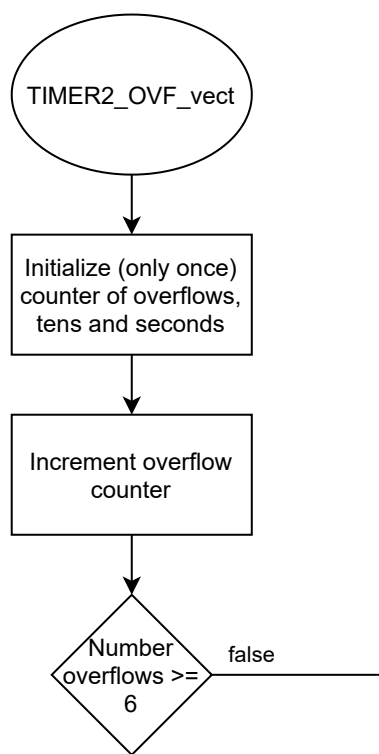 TIMER2_OVF_vect
Initialize (only once)
counter of overflows,
tens and seconds
Increment overflow
counter
Number
overflows >=
6
false